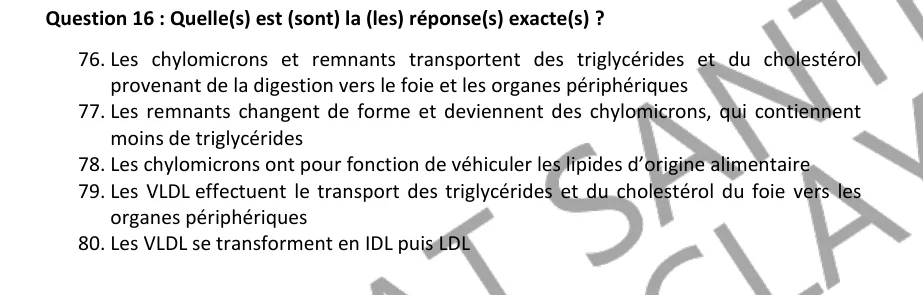 Question 16 : Quelle(s) est (sont) la (les) réponse(s) exacte(s) ?
76. Les chylomicrons et remnants transportent des triglycérides et du cholestérol
provenant de la digestion vers le foie et les organes périphériques
77. Les remnants changent de forme et deviennent des chylomicrons, qui contiennent
moins de triglycérides
78. Les chylomicrons ont pour fonction de véhiculer les lipides d’origine alimentaire
79. Les VLDL effectuent le transport des triglycérides et du cholestérol du foie vers les
organes périphériques
80. Les VLDL se transforment en IDL puis LDL